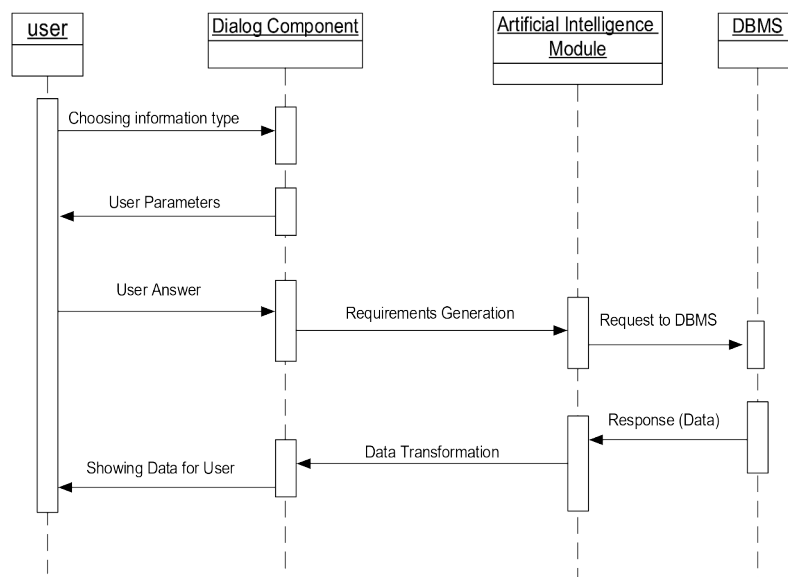 user
Dialog Component
Artificial Intelligence
Module
DBMS
Choosing information type
User Parameters
User Answer
Requirements Generation
Request to DBMS
Response (Data)
Data Transformation
Showing Data for User